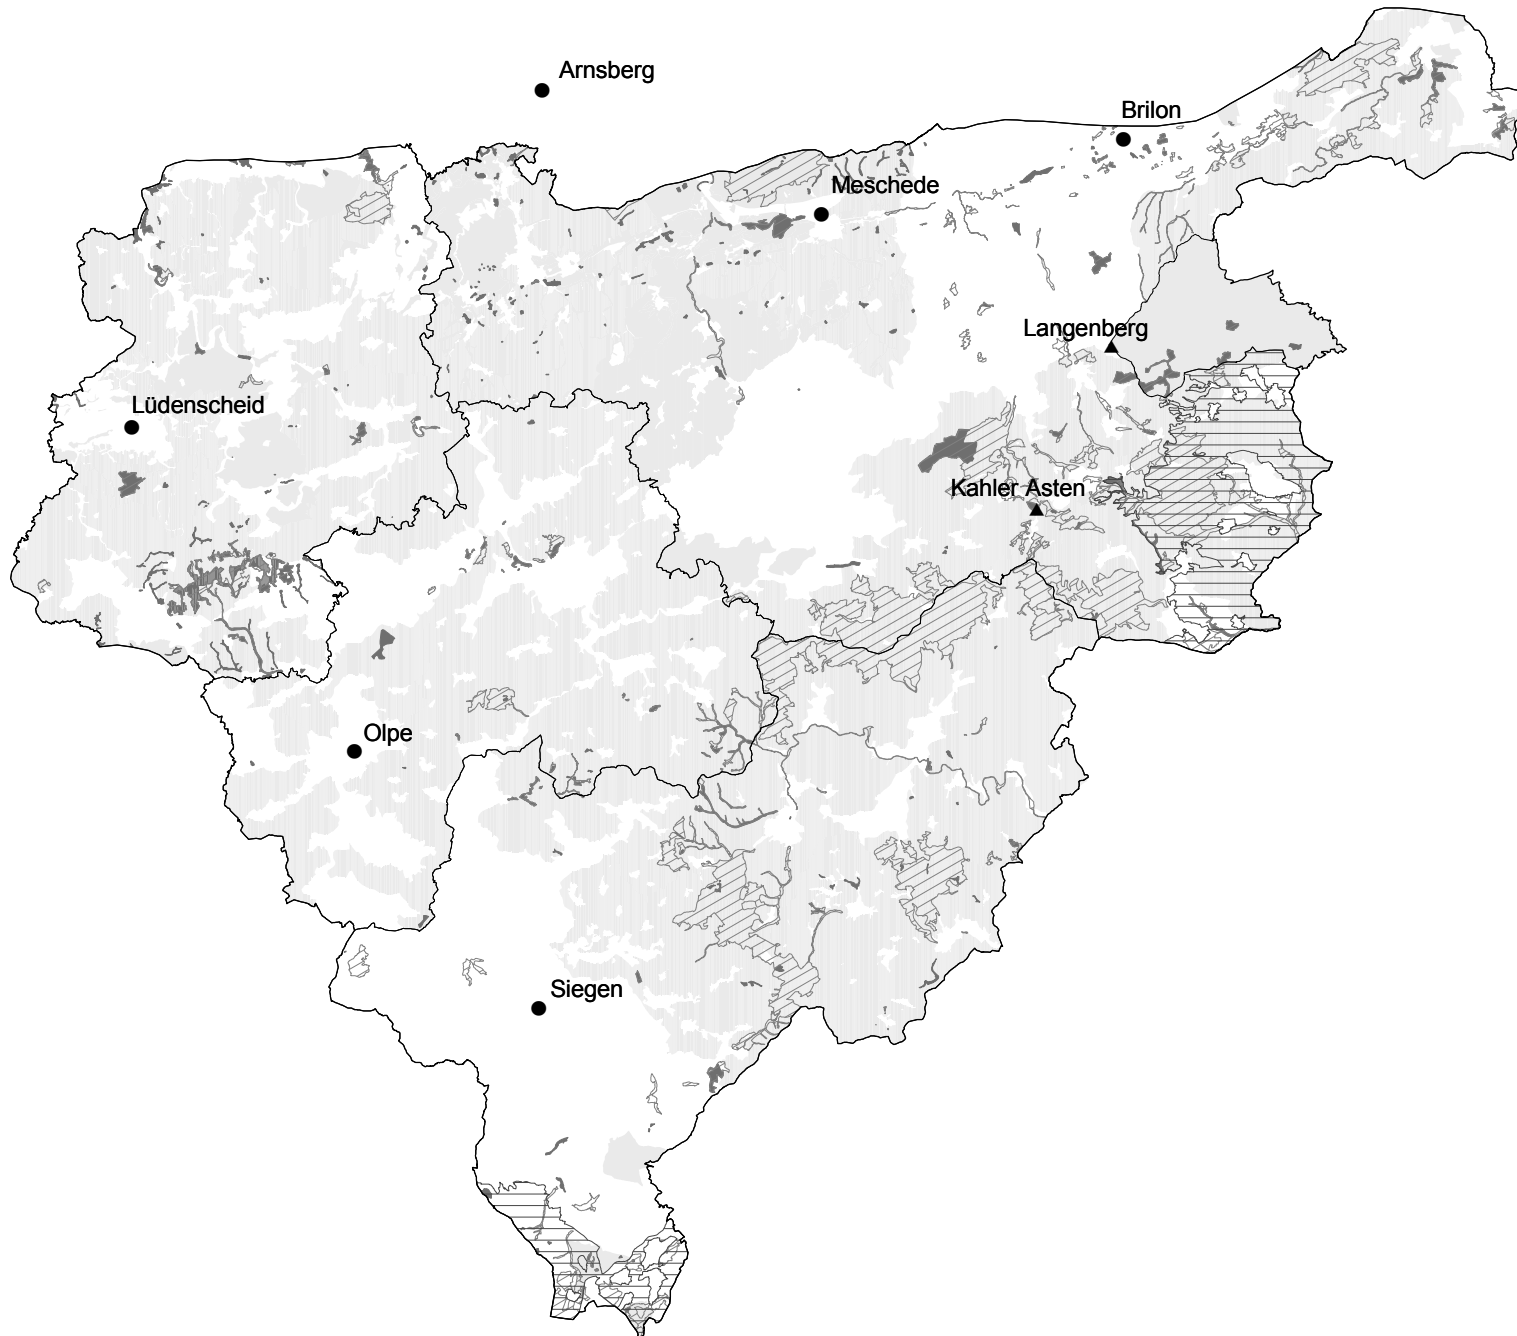 Arnsberg
Brilon
Meschede
Langenberg
Lüdenscheid
Kahler Asten
Olpe
Siegen